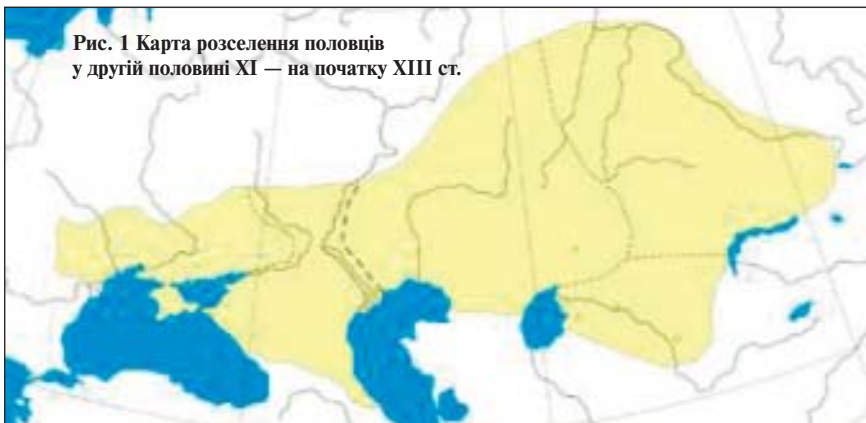 Рис. 1 Карта розселення половців
у другій половині XI — на початку XIII ст.